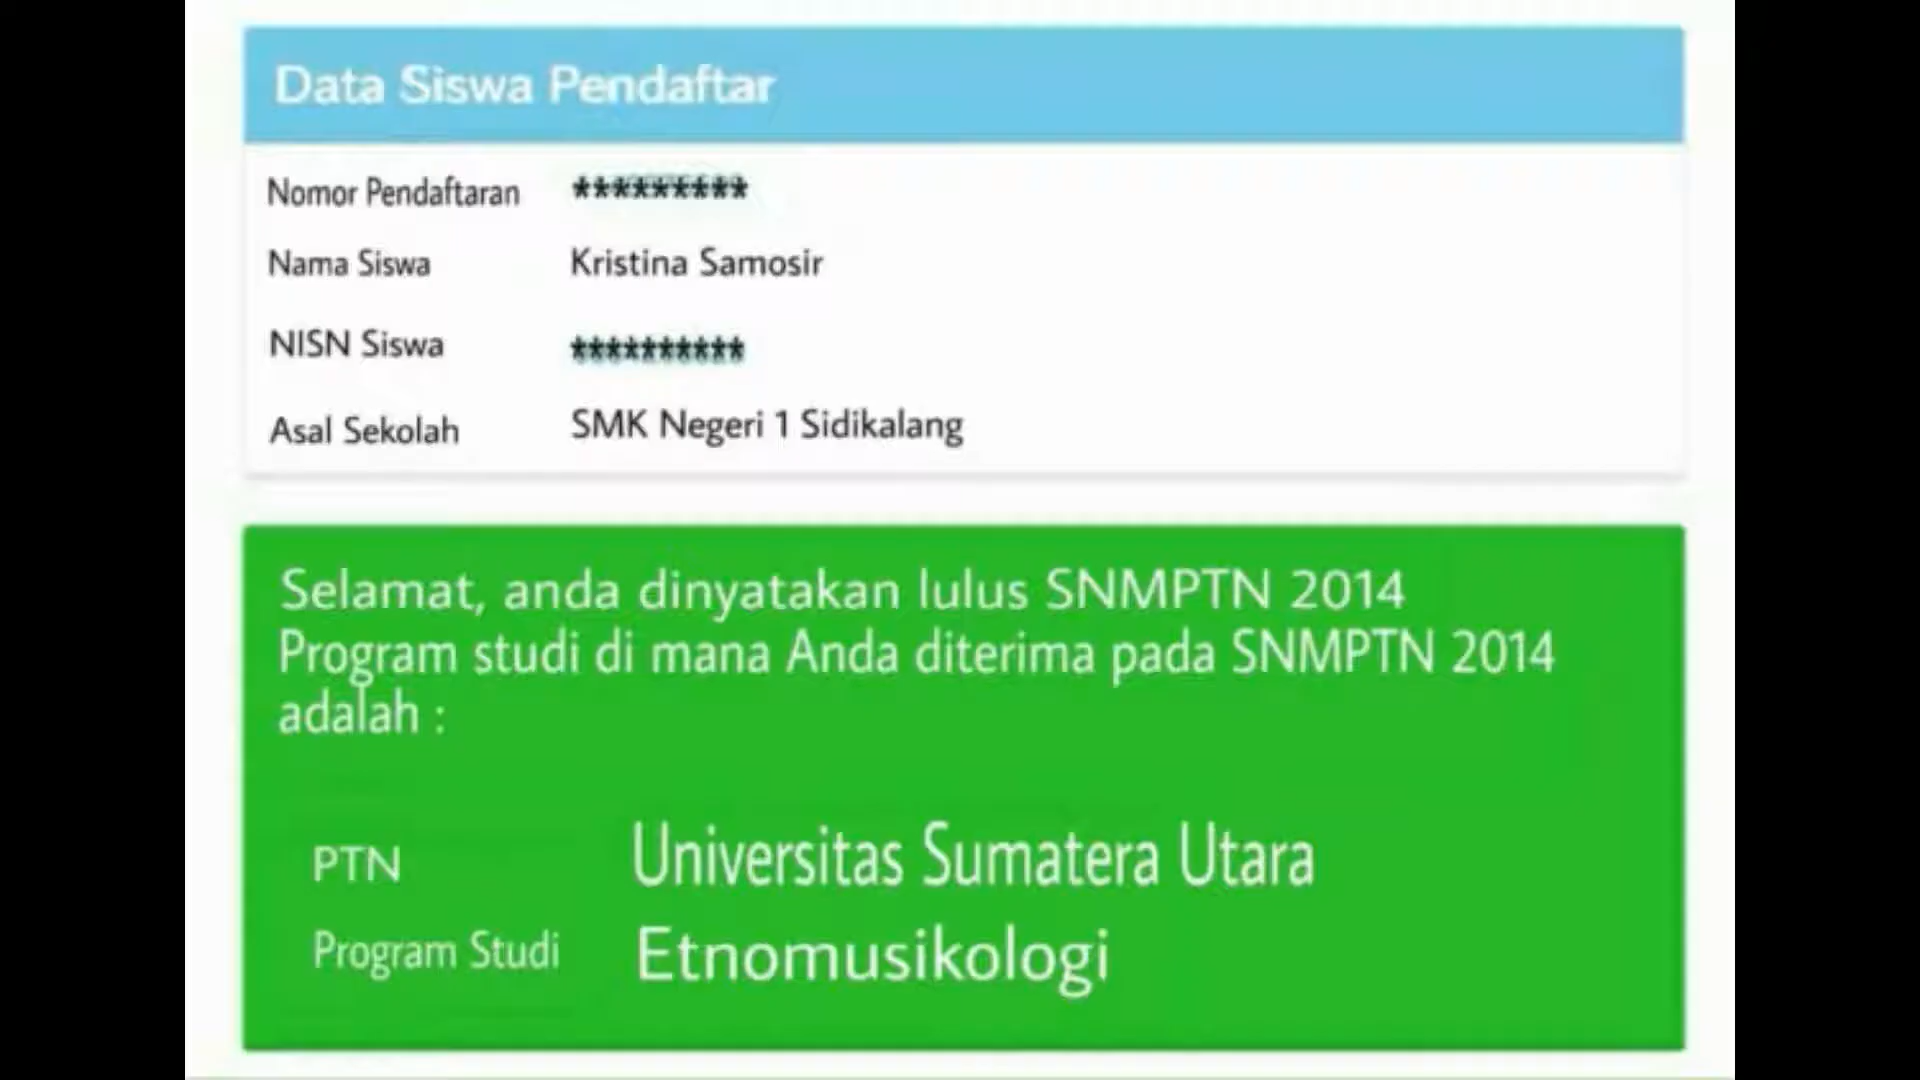 Data Siswa Pendaftar
Nomor Pendaftaran *********
Nama Siswa Kristina Samosir
NISN Siswa **********
Asal Sekolah SMK Negeri 1 Sidikalang
Selamat, anda dinyatakan lulus SNMPTN 2014
Program studi di mana Anda diterima pada SNMPTN 2014
adalah :
PTN Universitas Sumatera Utara
Program Studi Etnomusikologi